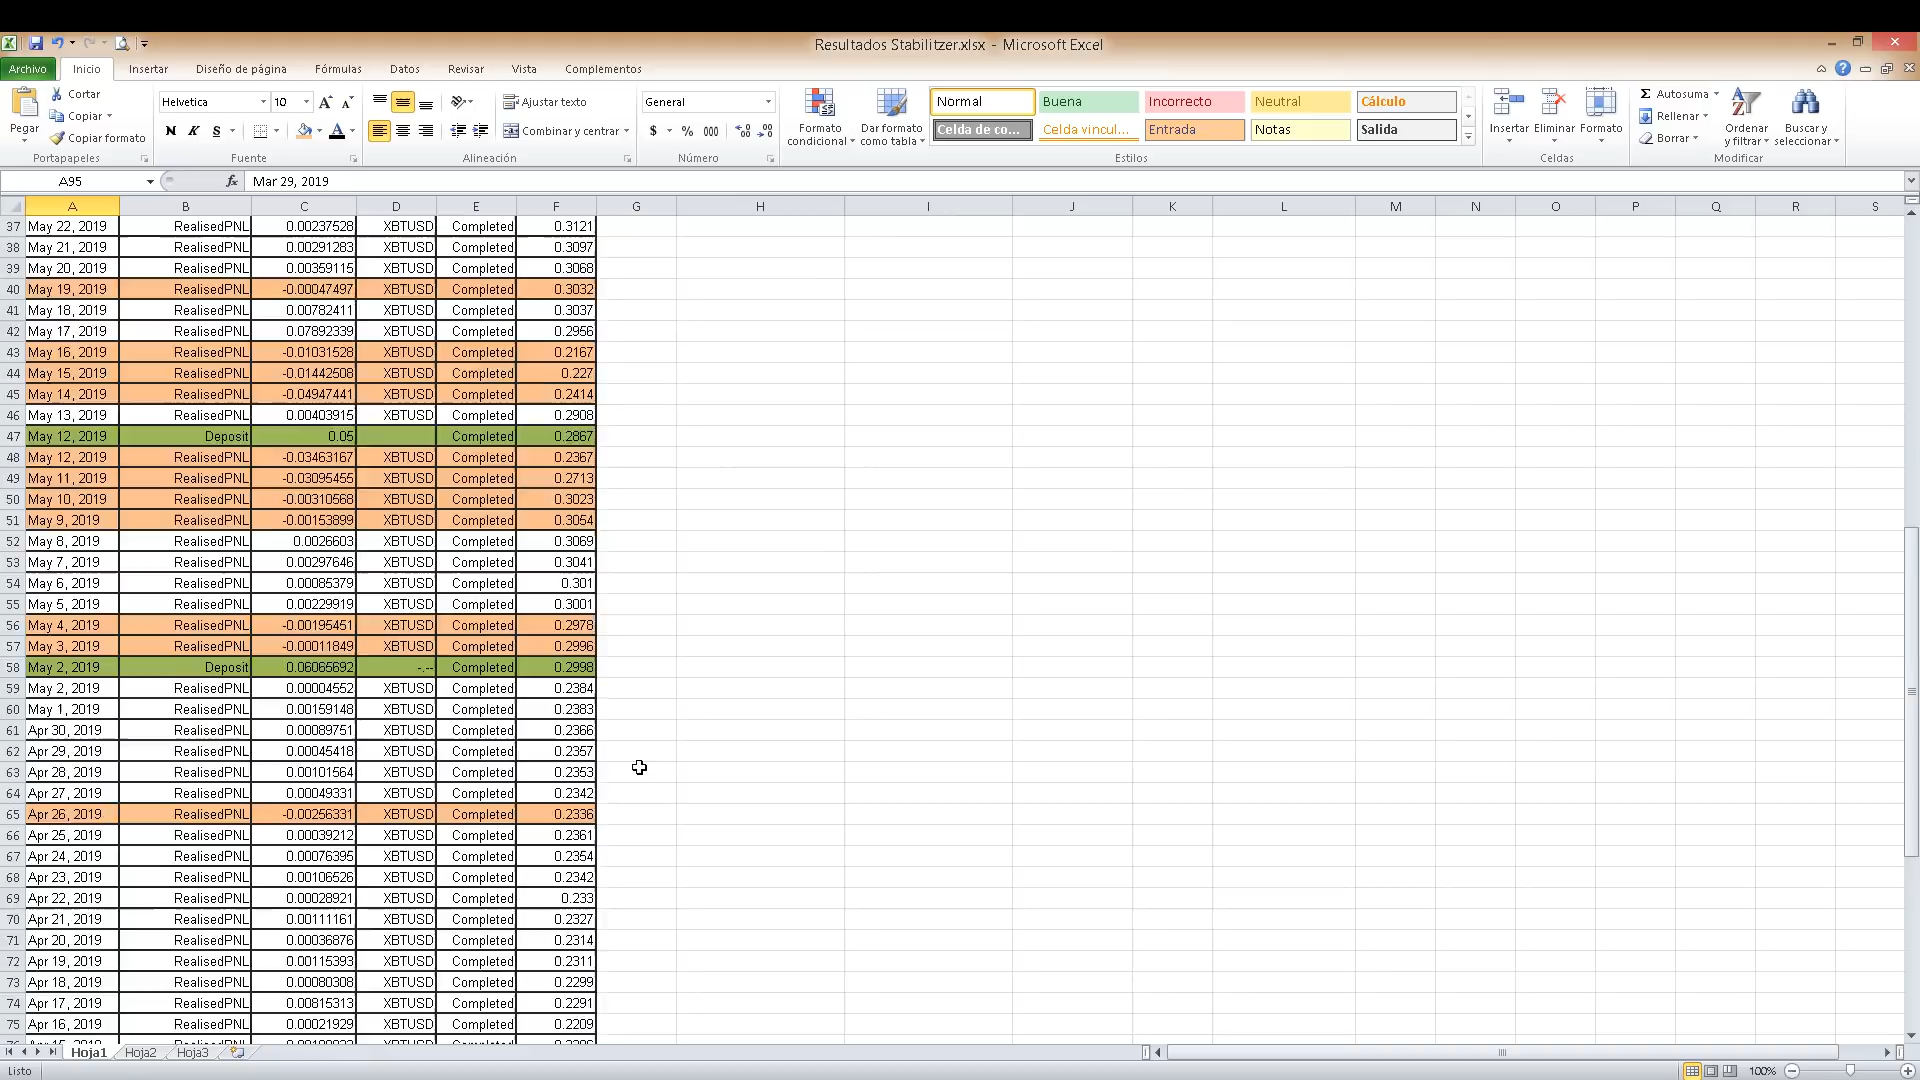 Resultados Stabilitzer.xlsx - Microsoft Excel
Archivo Inicio Insertar Diseño de página Fórmulas Datos Revisar Vista Complementos
Pegar Cortar Copiar Copiar formato Portapapeles
Helvetica 10 N K S Fuente
Ajustar texto Combinar y centrar Alineación
General $ % 000 Número
Formato condicional Dar formato como tabla
Normal Buena Incorrecto Neutral Cálculo
Celda de co... Celda vincul... Entrada Notas Salida
Estilos
Insertar Eliminar Formato Celdas
Autosuma Rellenar Borrar Ordenar y filtrar Buscar y seleccionar Modificar
A95 fx Mar 29, 2019
A B C D E F G H I J K L M N O P Q R S
37 May 22, 2019 RealisedPNL 0.00237528 XBTUSD Completed 0.3121
38 May 21, 2019 RealisedPNL 0.00291283 XBTUSD Completed 0.3097
39 May 20, 2019 RealisedPNL 0.00359115 XBTUSD Completed 0.3068
40 May 19, 2019 RealisedPNL -0.00047497 XBTUSD Completed 0.3032
41 May 18, 2019 RealisedPNL 0.00782411 XBTUSD Completed 0.3037
42 May 17, 2019 RealisedPNL 0.07892339 XBTUSD Completed 0.2956
43 May 16, 2019 RealisedPNL -0.01031528 XBTUSD Completed 0.2167
44 May 15, 2019 RealisedPNL -0.01442508 XBTUSD Completed 0.227
45 May 14, 2019 RealisedPNL -0.04947441 XBTUSD Completed 0.2414
46 May 13, 2019 RealisedPNL 0.00403915 XBTUSD Completed 0.2908
47 May 12, 2019 Deposit 0.05 Completed 0.2867
48 May 12, 2019 RealisedPNL -0.03463167 XBTUSD Completed 0.2367
49 May 11, 2019 RealisedPNL -0.03095455 XBTUSD Completed 0.2713
50 May 10, 2019 RealisedPNL -0.00310568 XBTUSD Completed 0.3023
51 May 9, 2019 RealisedPNL -0.00153899 XBTUSD Completed 0.3054
52 May 8, 2019 RealisedPNL 0.0026603 XBTUSD Completed 0.3069
53 May 7, 2019 RealisedPNL 0.00297646 XBTUSD Completed 0.3041
54 May 6, 2019 RealisedPNL 0.00085379 XBTUSD Completed 0.301
55 May 5, 2019 RealisedPNL 0.00229919 XBTUSD Completed 0.3001
56 May 4, 2019 RealisedPNL -0.00195451 XBTUSD Completed 0.2978
57 May 3, 2019 RealisedPNL -0.00011849 XBTUSD Completed 0.2996
58 May 2, 2019 Deposit 0.06065692 -.-- Completed 0.2998
59 May 2, 2019 RealisedPNL 0.00004552 XBTUSD Completed 0.2384
60 May 1, 2019 RealisedPNL 0.00159148 XBTUSD Completed 0.2383
61 Apr 30, 2019 RealisedPNL 0.00089751 XBTUSD Completed 0.2366
62 Apr 29, 2019 RealisedPNL 0.00045418 XBTUSD Completed 0.2357
63 Apr 28, 2019 RealisedPNL 0.00101564 XBTUSD Completed 0.2353
64 Apr 27, 2019 RealisedPNL 0.00049331 XBTUSD Completed 0.2342
65 Apr 26, 2019 RealisedPNL -0.00256331 XBTUSD Completed 0.2336
66 Apr 25, 2019 RealisedPNL 0.00039212 XBTUSD Completed 0.2361
67 Apr 24, 2019 RealisedPNL 0.00076395 XBTUSD Completed 0.2354
68 Apr 23, 2019 RealisedPNL 0.00106526 XBTUSD Completed 0.2342
69 Apr 22, 2019 RealisedPNL 0.00028921 XBTUSD Completed 0.233
70 Apr 21, 2019 RealisedPNL 0.00111161 XBTUSD Completed 0.2327
71 Apr 20, 2019 RealisedPNL 0.00036876 XBTUSD Completed 0.2314
72 Apr 19, 2019 RealisedPNL 0.00115393 XBTUSD Completed 0.2311
73 Apr 18, 2019 RealisedPNL 0.00080308 XBTUSD Completed 0.2299
74 Apr 17, 2019 RealisedPNL 0.00815313 XBTUSD Completed 0.2291
75 Apr 16, 2019 RealisedPNL 0.00021929 XBTUSD Completed 0.2209
Hoja1 Hoja2 Hoja3
Listo 100%